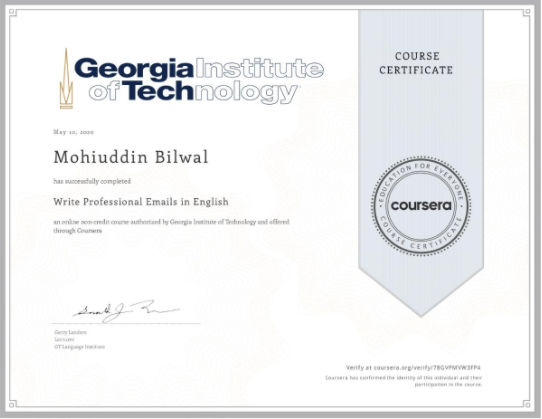 Georgia Institute
of Technology
COURSE
CERTIFICATE
May 10, 2020
Mohiuddin Bilwal
has successfully completed
Write Professional Emails in English
an online non-credit course authorized by Georgia Institute of Technology and offered
through Coursera
EDUCATION FOR EVERYONE
coursera
COURSE CERTIFICATE
Gerry Landers
Lecturer
GT Language Institute
Verify at coursera.org/verify/
Coursera has confirmed the identity of this individual and their
participation in the course.